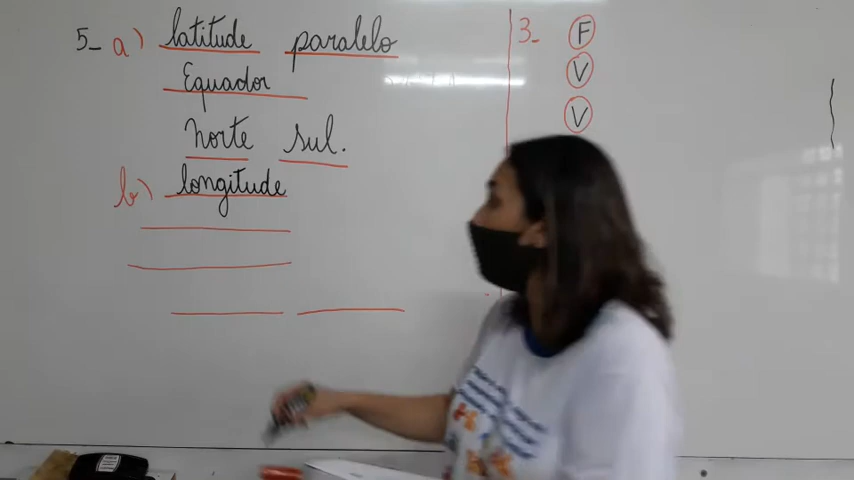 5_ a) latitude paralelo
Equador
norte sul.
b) longitude
3_ F
V
V